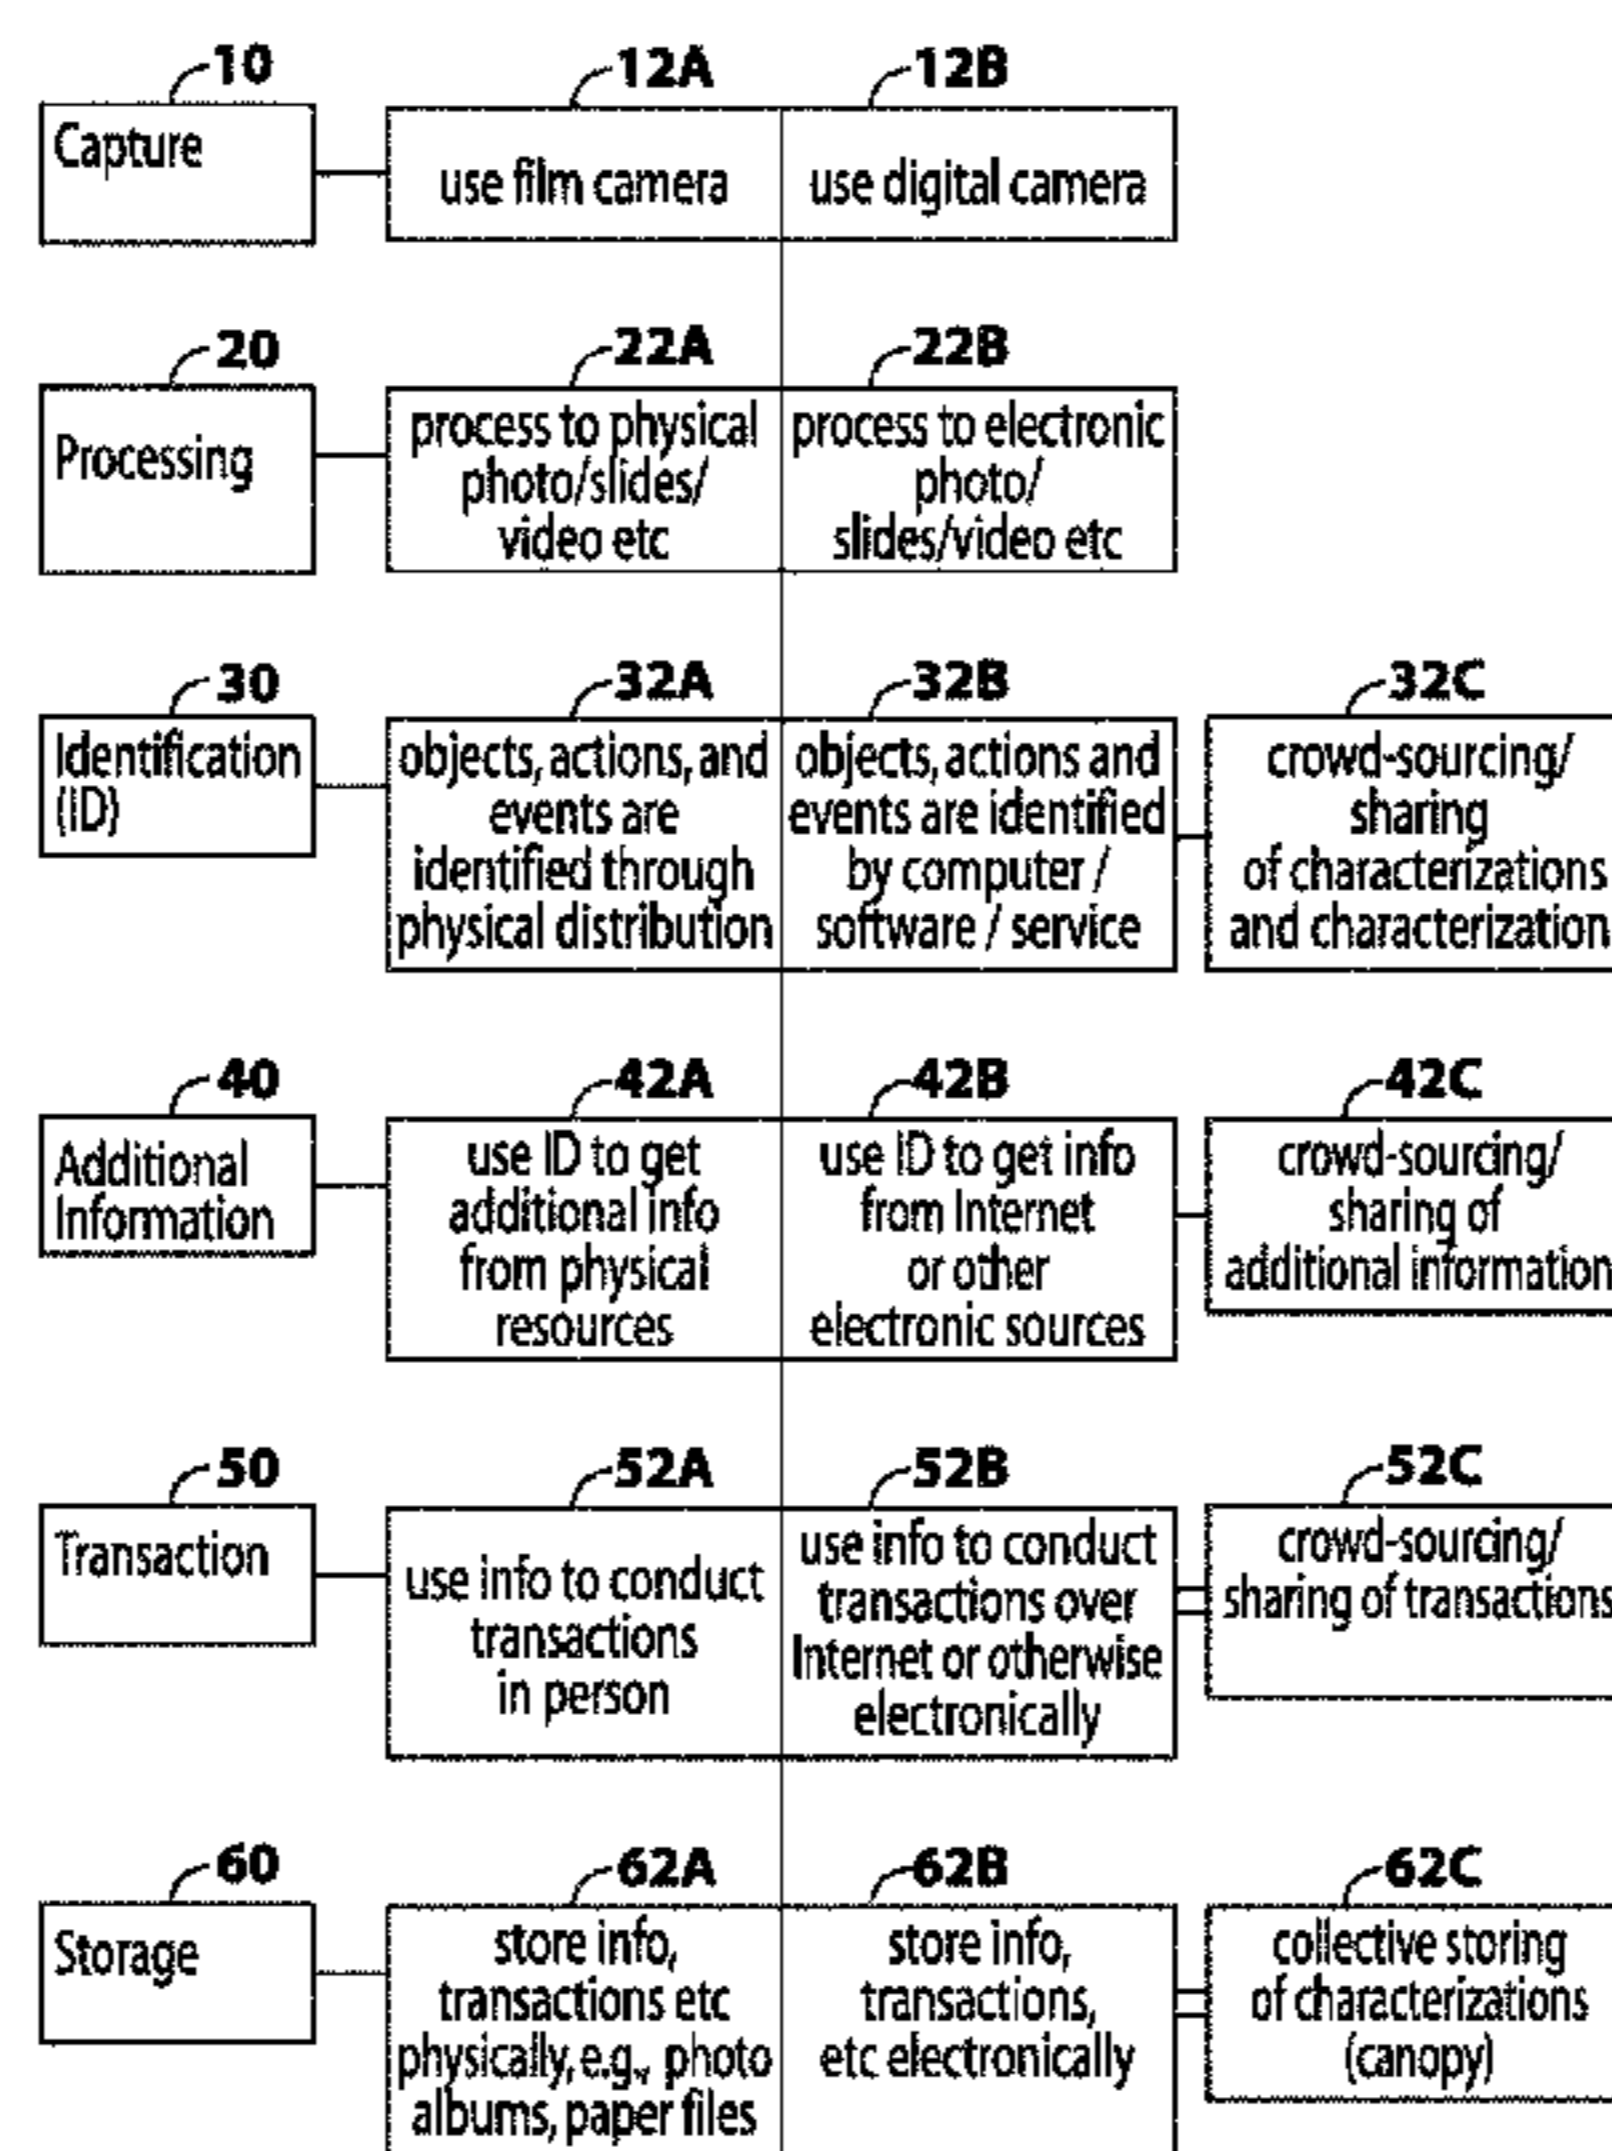 10
12A
12B
Capture
use film camera
use digital camera
20
22A
22B
Processing
process to physical
photo/slides/
video etc
process to electronic
photo/
slides/video etc
30
32A
32B
32C
Identification
(ID)
objects, actions, and
events are
identified through
physical distribution
objects, actions and
events are identified
by computer /
software / service
crowd-sourcing/
sharing
of characterizations
and characterization
40
42A
42B
42C
Additional
Information
use ID to get
additional info
from physical
resources
use ID to get info
from Internet
or other
electronic sources
crowd-sourcing/
sharing of
additional information
50
52A
52B
52C
Transaction
use info to conduct
transactions
in person
use info to conduct
transactions over
Internet or otherwise
electronically
crowd-sourcing/
sharing of transactions
60
62A
62B
62C
Storage
store info,
transactions etc
physically, e.g., photo
albums, paper files
store info,
transactions,
etc electronically
collective storing
of characterizations
(canopy)